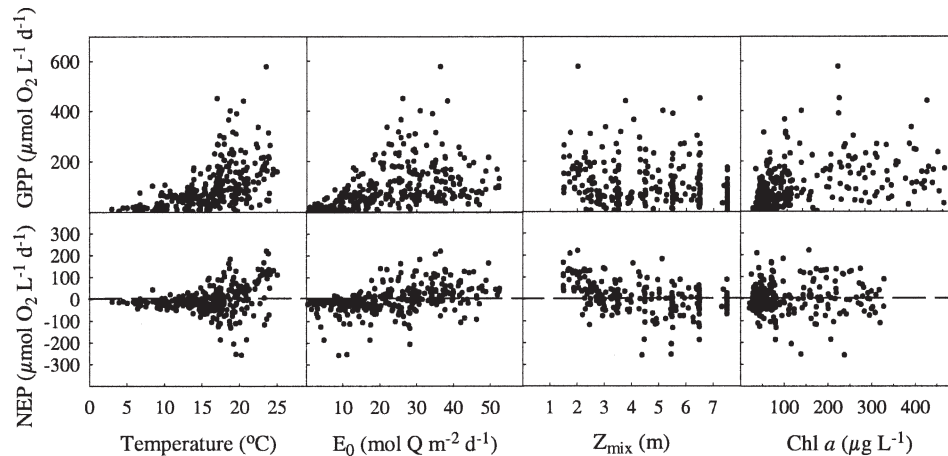 GPP (µmol O₂ L⁻¹ d⁻¹)
600
400
200
0
NEP (µmol O₂ L⁻¹ d⁻¹)
300
200
100
0
-100
-200
-300
0 5 10 15 20 25
10 20 30 40 50
1 2 3 4 5 6 7
100 200 300 400
Temperature (ºC)
E₀ (mol Q m⁻² d⁻¹)
Zₘᵢₓ (m)
Chl a (µg L⁻¹)